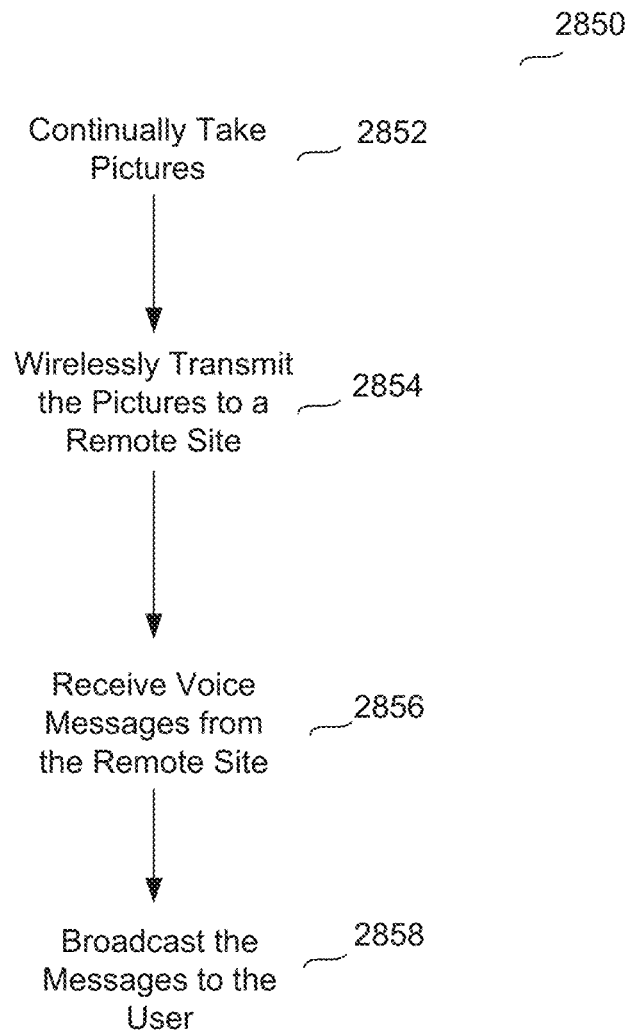 2850
Continually Take
Pictures
2852
Wirelessly Transmit
the Pictures to a
Remote Site
2854
Receive Voice
Messages from
the Remote Site
2856
Broadcast the
Messages to the
User
2858